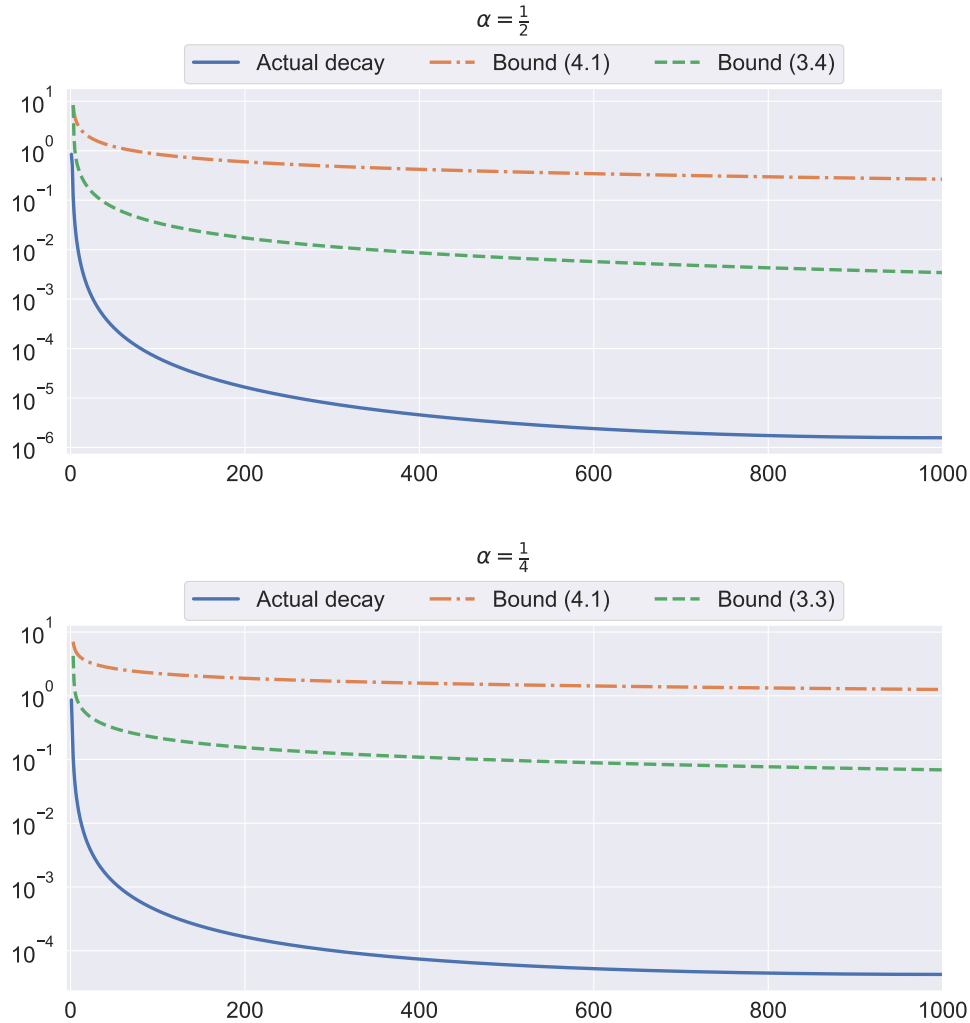 α = 1/2
Actual decay Bound (4.1) Bound (3.4)
10^1
10^0
10^−1
10^−2
10^−3
10^−4
10^−5
10^−6
0 200 400 600 800 1000
α = 1/4
Actual decay Bound (4.1) Bound (3.3)
10^1
10^0
10^−1
10^−2
10^−3
10^−4
0 200 400 600 800 1000